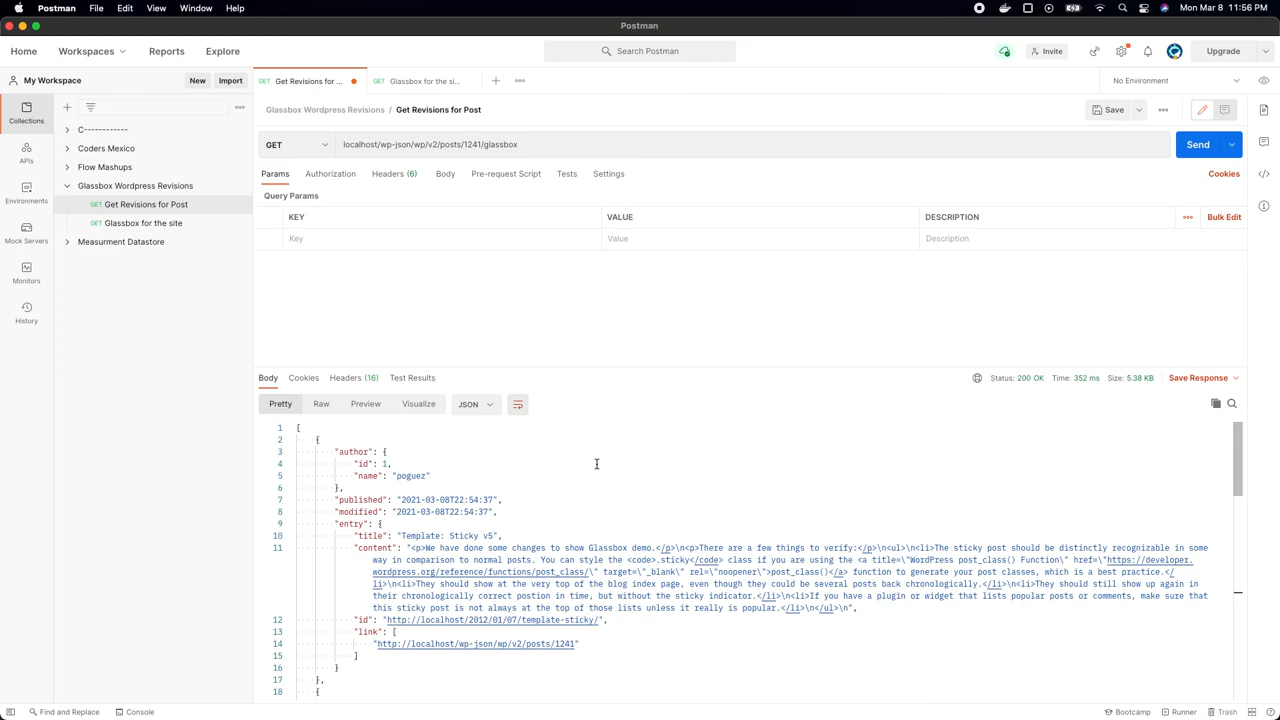 Postman File Edit View Window Help Mon Mar 8 11:56 PM
Postman
Home Workspaces Reports Explore Search Postman Invite Upgrade
My Workspace New Import GET Get Revisions for ... GET Glassbox for the si... No Environment
Collections
APIs
Environments
Mock Servers
Monitors
History
C------------
Coders Mexico
Flow Mashups
Glassbox Wordpress Revisions
GET Get Revisions for Post
GET Glassbox for the site
Measurment Datastore
Glassbox Wordpress Revisions / Get Revisions for Post Save
GET localhost/wp-json/wp/v2/posts/1241/glassbox Send
Params Authorization Headers (6) Body Pre-request Script Tests Settings Cookies
Query Params
KEY VALUE DESCRIPTION Bulk Edit
Key Value Description
Body Cookies Headers (16) Test Results Status: 200 OK Time: 352 ms Size: 5.38 KB Save Response
Pretty Raw Preview Visualize JSON
1 [
2 {
3 "author": {
4 "id": 1,
5 "name": "poguez"
6 },
7 "published": "2021-03-08T22:54:37",
8 "modified": "2021-03-08T22:54:37",
9 "entry": {
10 "title": "Template: Sticky v5",
11 "content": "<p>We have done some changes to show Glassbox demo.</p>\n<p>There are a few things to verify:</p>\n<ul>\n<li>The sticky post should be distinctly recognizable in some
way in comparison to normal posts. You can style the <code>.sticky</code> class if you are using the <a title=\"WordPress post_class() Function\" href=\"https://developer.
wordpress.org/reference/functions/post_class/\" target=\"_blank\" rel=\"noopener\">post_class()</a> function to generate your post classes, which is a best practice.</
li>\n<li>They should show at the very top of the blog index page, even though they could be several posts back chronologically.</li>\n<li>They should still show up again in
their chronologically correct postion in time, but without the sticky indicator.</li>\n<li>If you have a plugin or widget that lists popular posts or comments, make sure that
this sticky post is not always at the top of those lists unless it really is popular.</li>\n</ul>\n",
12 "id": "http://localhost/2012/01/07/template-sticky/",
13 "link": [
14 "http://localhost/wp-json/wp/v2/posts/1241"
15 ]
16 }
17 },
18 {
Find and Replace Console Bootcamp Runner Trash